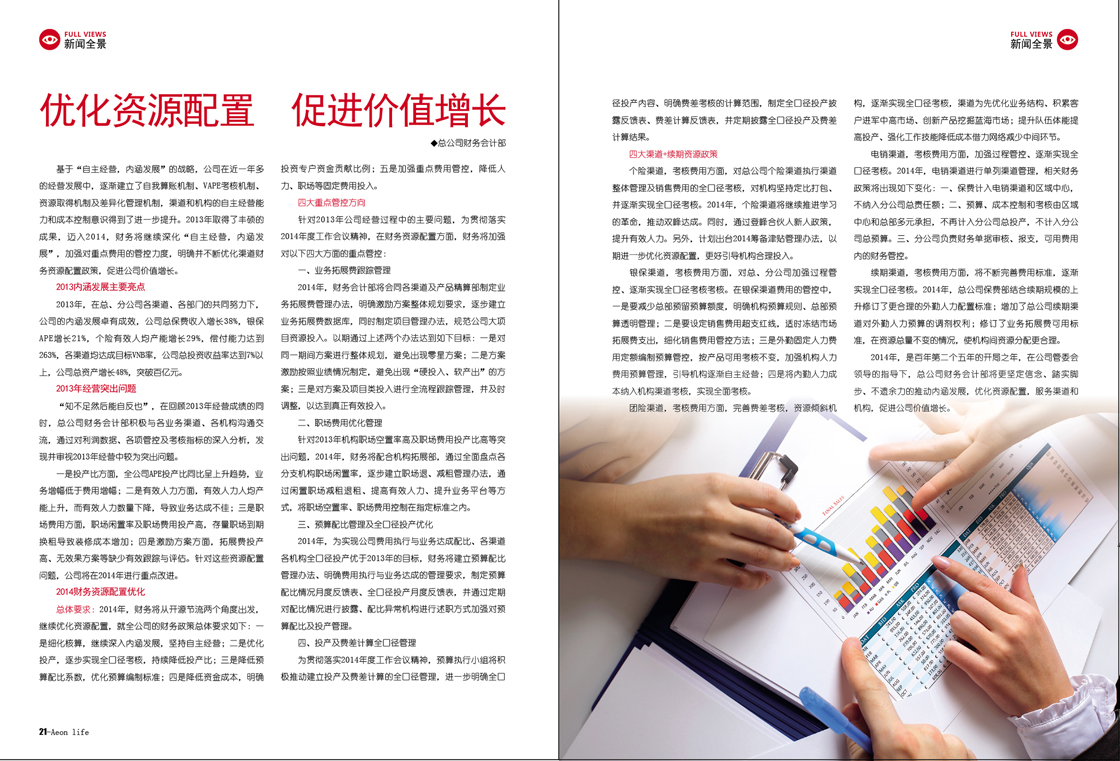 FULL VIEWS
新闻全景
优化资源配置　促进价值增长
◆总公司财务会计部
基于“自主经营，内涵发展”的战略，公司在近一年多
的经营发展中，逐渐建立了自我算账机制、VAPE考核机制、
资源取得机制及差异化管理机制，渠道和机构的自主经营能
力和成本控制意识得到了进一步提升。2013年取得了丰硕的
成果，迈入2014，财务将继续深化“自主经营，内涵发
展”，加强对重点费用的管控力度，明确并不断优化渠道财
务资源配置政策，促进公司价值增长。
2013内涵发展主要亮点
2013年，在总、分公司各渠道、各部门的共同努力下，
公司的内涵发展卓有成效，公司总保费收入增长38%，银保
APE增长21%，个险有效人均产能增长29%，偿付能力达到
263%，各渠道均达成目标VNB率，公司总投资收益率达到7%以
上，公司总资产增长48%，突破百亿元。
2013年经营突出问题
“知不足然后能自反也”，在回顾2013年经营成绩的同
时，总公司财务会计部积极与各业务渠道、各机构沟通交
流，通过对利润数据、各项管控及考核指标的深入分析，发
现并审视2013年经营中较为突出问题。
一是投产比方面，全公司APE投产比同比呈上升趋势，业
务增幅低于费用增幅；二是有效人力方面，有效人力人均产
能上升，而有效人力数量下降，导致业务达成不佳；三是职
场费用方面，职场闲置率及职场费用投产高，存量职场到期
换租导致装修成本增加；四是激励方案方面，拓展费投产
高、无效果方案等缺少有效跟踪与评估。针对这些资源配置
问题，公司将在2014年进行重点改进。
2014财务资源配置优化
总体要求：2014年，财务将从开源节流两个角度出发，
继续优化资源配置，就全公司的财务政策总体要求如下：一
是细化核算，继续深入内涵发展，坚持自主经营；二是优化
投产，逐步实现全口径考核，持续降低投产比；三是降低预
算配比系数，优化预算编制标准；四是降低资金成本，明确
投资专户资金贡献比例；五是加强重点费用管控，降低人
力、职场等固定费用投入。
四大重点管控方向
针对2013年公司经营过程中的主要问题，为贯彻落实
2014年度工作会议精神，在财务资源配置方面，财务将加强
对以下四大方面的重点管控：
一、业务拓展费跟踪管理
2014年，财务会计部将会同各渠道及产品精算部制定业
务拓展费管理办法，明确激励方案整体规划要求，逐步建立
业务拓展费数据库，同时制定项目管理办法，规范公司大项
目资源投入。以期通过上述两个办法达到如下目标：一是对
同一期间方案进行整体规划，避免出现零星方案；二是方案
激励按照业绩情况制定，避免出现“硬投入、软产出”的方
案；三是对方案及项目类投入进行全流程跟踪管理，并及时
调整，以达到真正有效投入。
二、职场费用优化管理
针对2013年机构职场空置率高及职场费用投产比高等突
出问题，2014年，财务将配合机构拓展部，通过全面盘点各
分支机构职场闲置率，逐步建立职场退、减租管理办法，通
过闲置职场减租退租、提高有效人力、提升业务平台等方
式，将职场空置率、职场费用控制在指定标准之内。
三、预算配比管理及全口径投产优化
2014年，为实现公司费用执行与业务达成配比、各渠道
各机构全口径投产优于2013年的目标，财务将建立预算配比
管理办法、明确费用执行与业务达成的管理要求，制定预算
配比情况月度反馈表、全口径投产月度反馈表，并通过定期
对配比情况进行披露、配比异常机构进行述职方式加强对预
算配比及投产管理。
四、投产及费差计算全口径管理
为贯彻落实2014年度工作会议精神，预算执行小组将积
极推动建立投产及费差计算的全口径管理，进一步明确全口
21-Aeon life
FULL VIEWS
新闻全景
径投产内容、明确费差考核的计算范围，制定全口径投产披
露反馈表、费差计算反馈表，并定期披露全口径投产及费差
计算结果。
四大渠道+续期资源政策
个险渠道，考核费用方面，对总公司个险渠道执行渠道
整体管理及销售费用的全口径考核，对机构坚持定比打包、
并逐渐实现全口径考核。2014年，个险渠道将继续推进学习
的革命，推动双峰达成。同时，通过登峰合伙人新人政策，
提升有效人力。另外，计划出台2014筹备津贴管理办法，以
期进一步优化资源配置，更好引导机构合理投入。
银保渠道，考核费用方面，对总、分公司加强过程管
控、逐渐实现全口径考核考核。在银保渠道费用的管控中，
一是要减少总部预留预算额度，明确机构预算规则、总部预
算透明管理；二是要设定销售费用超支红线，适时冻结市场
拓展费支出，细化销售费用管控方法；三是外勤固定人力费
用定额编制预算管控，按产品可用考核不变，加强机构人力
费用预算管理，引导机构逐渐自主经营；四是将内勤人力成
本纳入机构渠道考核，实现全面考核。
团险渠道，考核费用方面，完善费差考核，资源倾斜机
构，逐渐实现全口径考核，渠道为先优化业务结构、积累客
户进军中高市场、创新产品挖掘蓝海市场；提升队伍体能提
高投产、强化工作技能降低成本借力网络减少中间环节。
电销渠道，考核费用方面，加强过程管控、逐渐实现全
口径考核。2014年，电销渠道进行单列渠道管理，相关财务
政策将出现如下变化：一、保费计入电销渠道和区域中心，
不纳入分公司总责任额；二、预算、成本控制和考核由区域
中心和总部多元承担，不再计入分公司总投产，不计入分公
司总预算。三、分公司负责财务单据审核、报支，可用费用
内的财务管控。
续期渠道，考核费用方面，将不断完善费用标准，逐渐
实现全口径考核。2014年，总公司保费部结合续期规模的上
升修订了更合理的外勤人力配置标准；增加了总公司续期渠
道对外勤人力预算的调剂权利；修订了业务拓展费可用标
准，在资源总量不变的情况，使机构间资源分配更合理。
2014年，是百年第二个五年的开局之年，在公司管委会
领导的指导下，总公司财务会计部将更坚定信念、踏实脚
步、不遗余力的推动内涵发展，优化资源配置，服务渠道和
机构，促进公司价值增长。